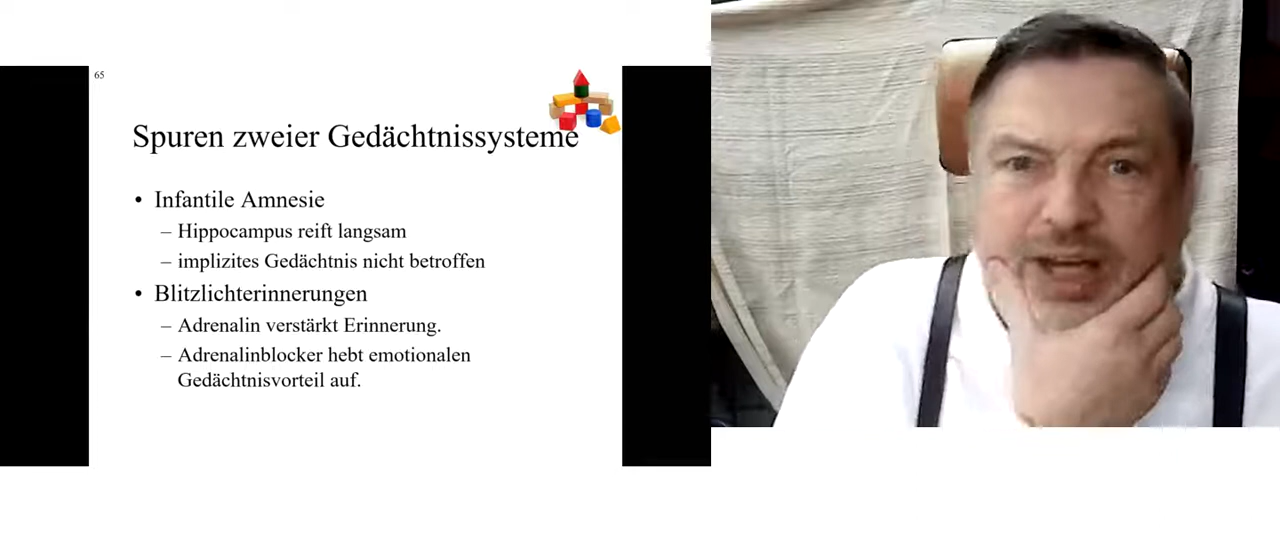 65
Spuren zweier Gedächtnissysteme
• Infantile Amnesie
– Hippocampus reift langsam
– implizites Gedächtnis nicht betroffen
• Blitzlichterinnerungen
– Adrenalin verstärkt Erinnerung.
– Adrenalinblocker hebt emotionalen
Gedächtnisvorteil auf.